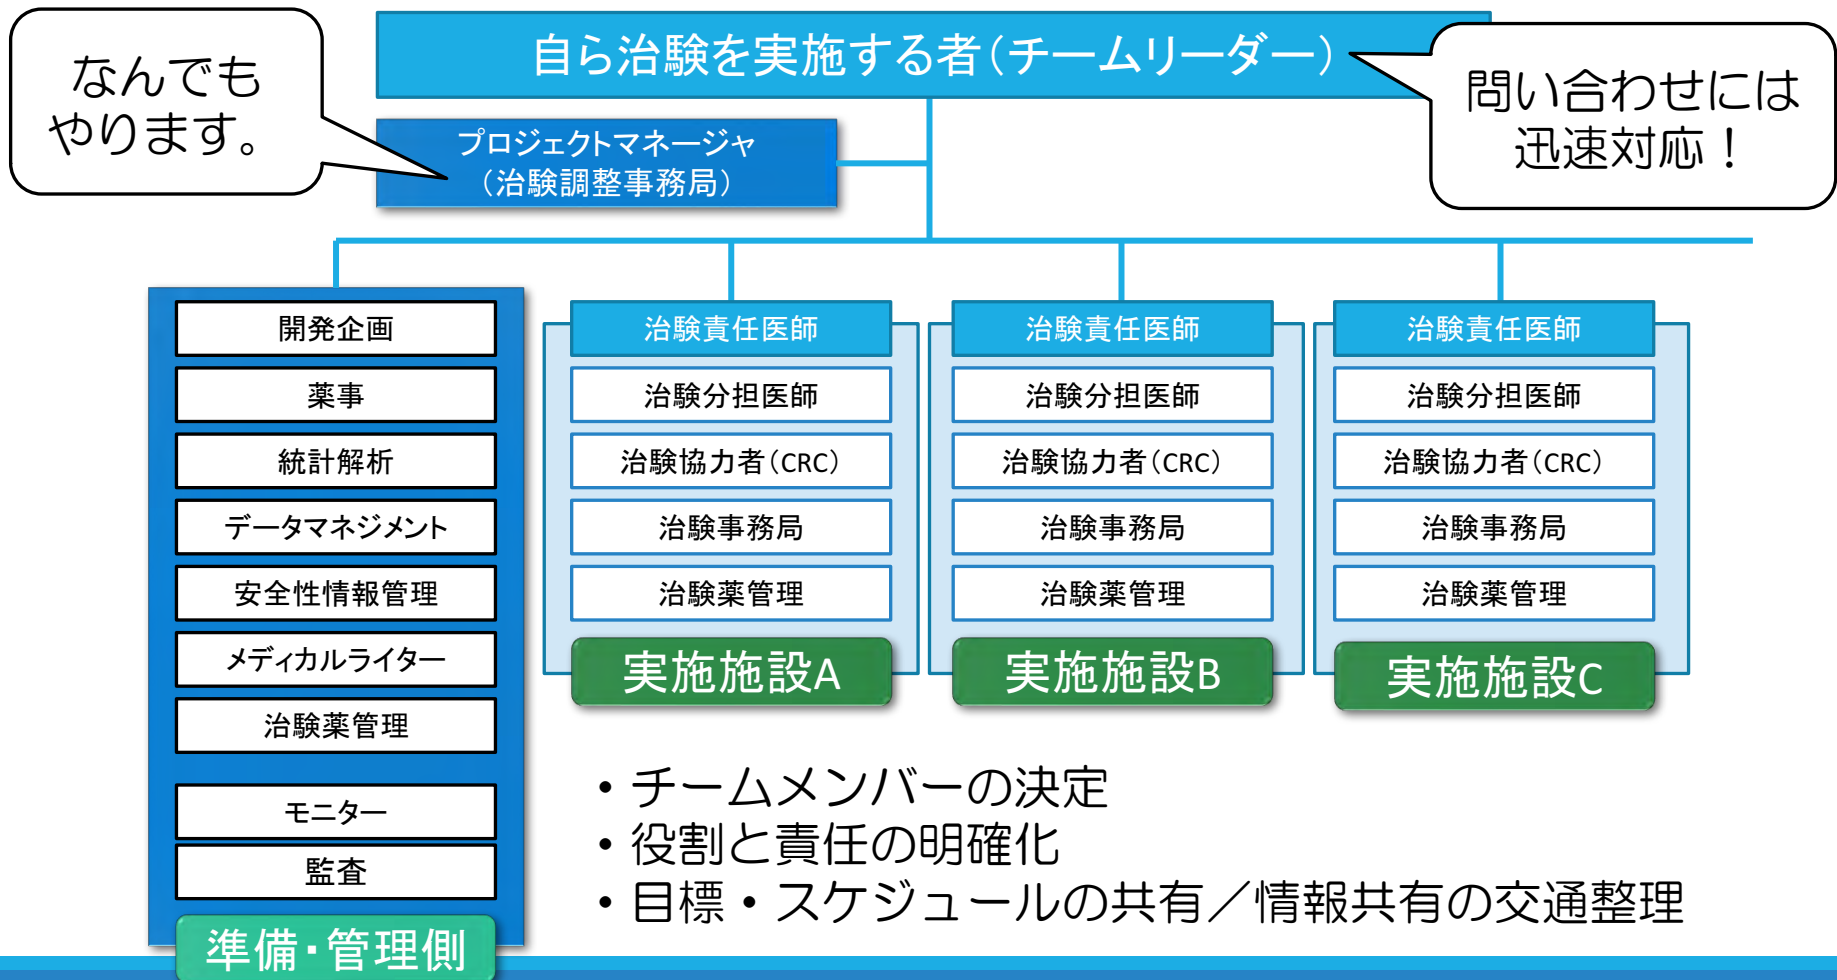 なんでも
やります。
自ら治験を実施する者（チームリーダー）
問い合わせには
迅速対応！
プロジェクトマネージャ
（治験調整事務局）
開発企画
薬事
統計解析
データマネジメント
安全性情報管理
メディカルライター
治験薬管理
モニター
監査
準備・管理側
治験責任医師
治験分担医師
治験協力者（CRC）
治験事務局
治験薬管理
実施施設A
治験責任医師
治験分担医師
治験協力者（CRC）
治験事務局
治験薬管理
実施施設B
治験責任医師
治験分担医師
治験協力者（CRC）
治験事務局
治験薬管理
実施施設C
・チームメンバーの決定
・役割と責任の明確化
・目標・スケジュールの共有／情報共有の交通整理